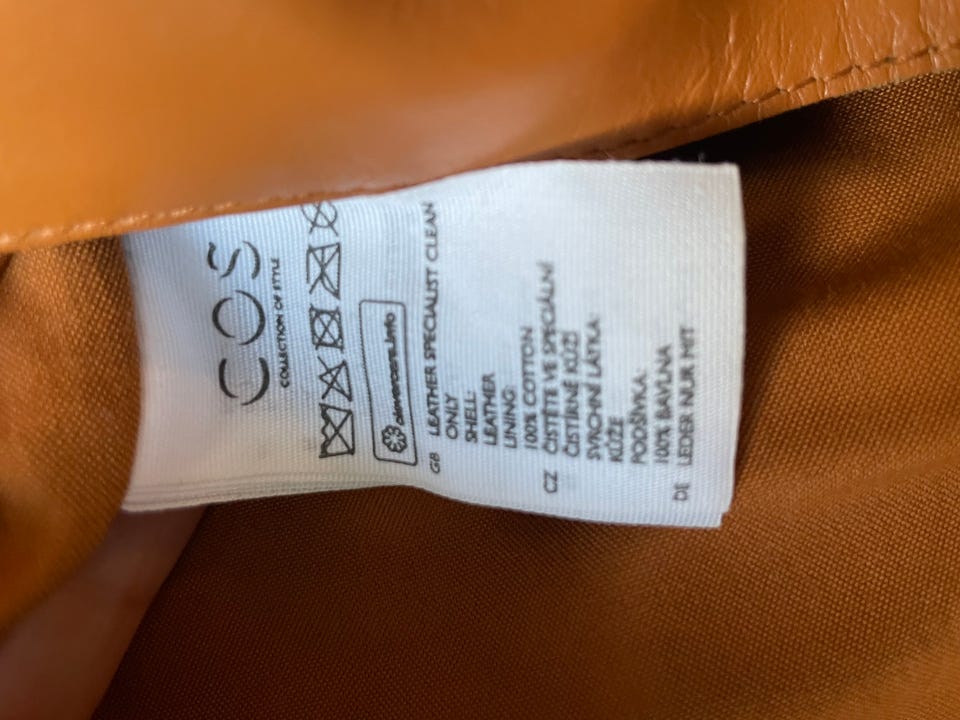 COS
COLLECTION OF STYLE
clevercare.info
GB LEATHER SPECIALIST CLEAN
ONLY
SHELL:
LEATHER
LINING:
100% COTTON
CZ ČISTĚTE VE SPECIÁLNÍ
ČISTÍRNĚ KŮŽÍ
SVRCHNÍ LÁTKA:
KŮŽE
PODŠÍVKA:
100% BAVLNA
DE LEDER NUR MIT